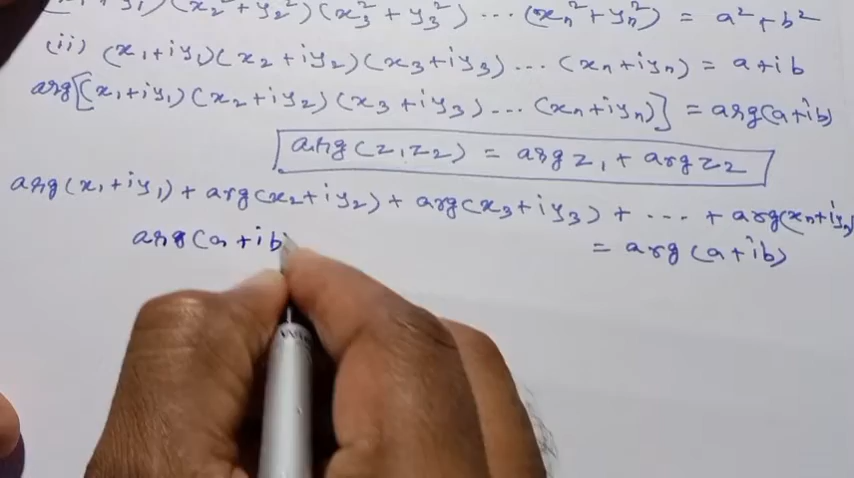 y₁²)(x₂²+y₂²)(x₃²+y₃²)...(xₙ²+yₙ²) = a²+b²
(ii) (x₁+iy₁)(x₂+iy₂)(x₃+iy₃)...(xₙ+iyₙ) = a+ib
arg[(x₁+iy₁)(x₂+iy₂)(x₃+iy₃)...(xₙ+iyₙ)] = arg(a+ib)
arg(z₁z₂) = arg z₁ + arg z₂
arg(x₁+iy₁) + arg(x₂+iy₂) + arg(x₃+iy₃) + ... + arg(xₙ+iyₙ)
= arg(a+ib)
arg(a+ib)